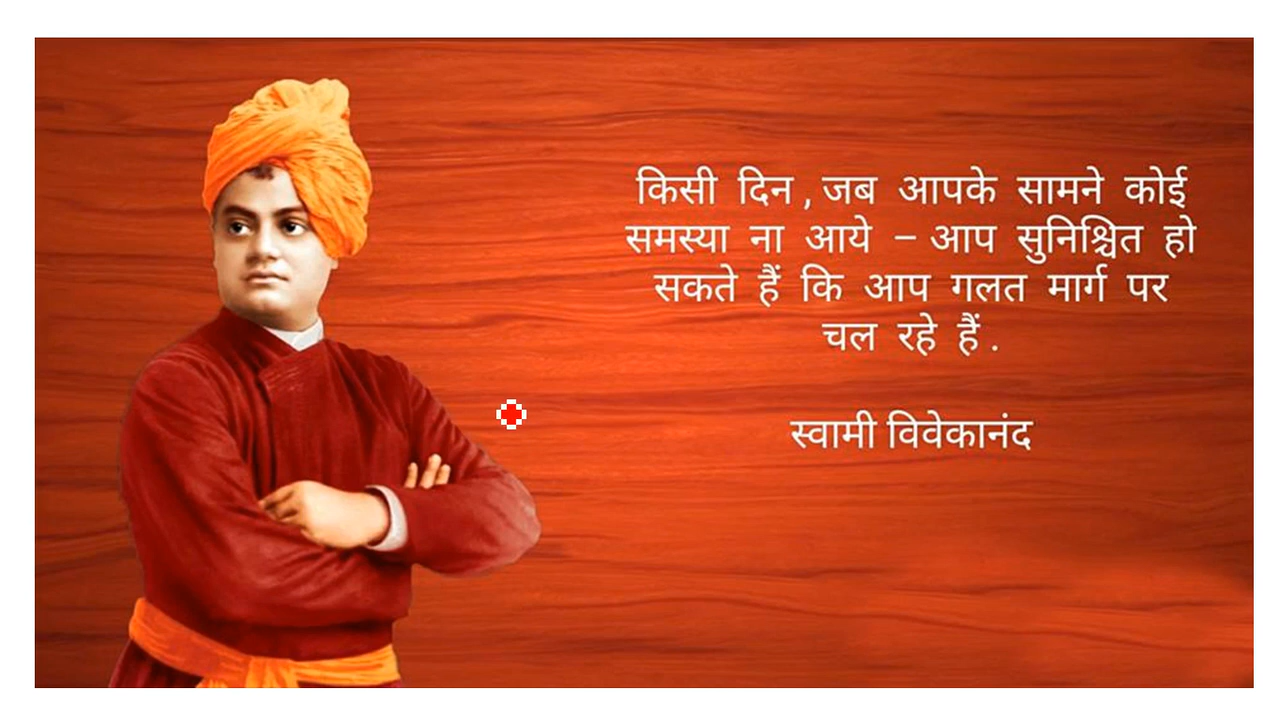 किसी दिन , जब आपके सामने कोई
समस्या ना आये – आप सुनिश्चित हो
सकते हैं कि आप गलत मार्ग पर
चल रहे हैं .
स्वामी विवेकानंद